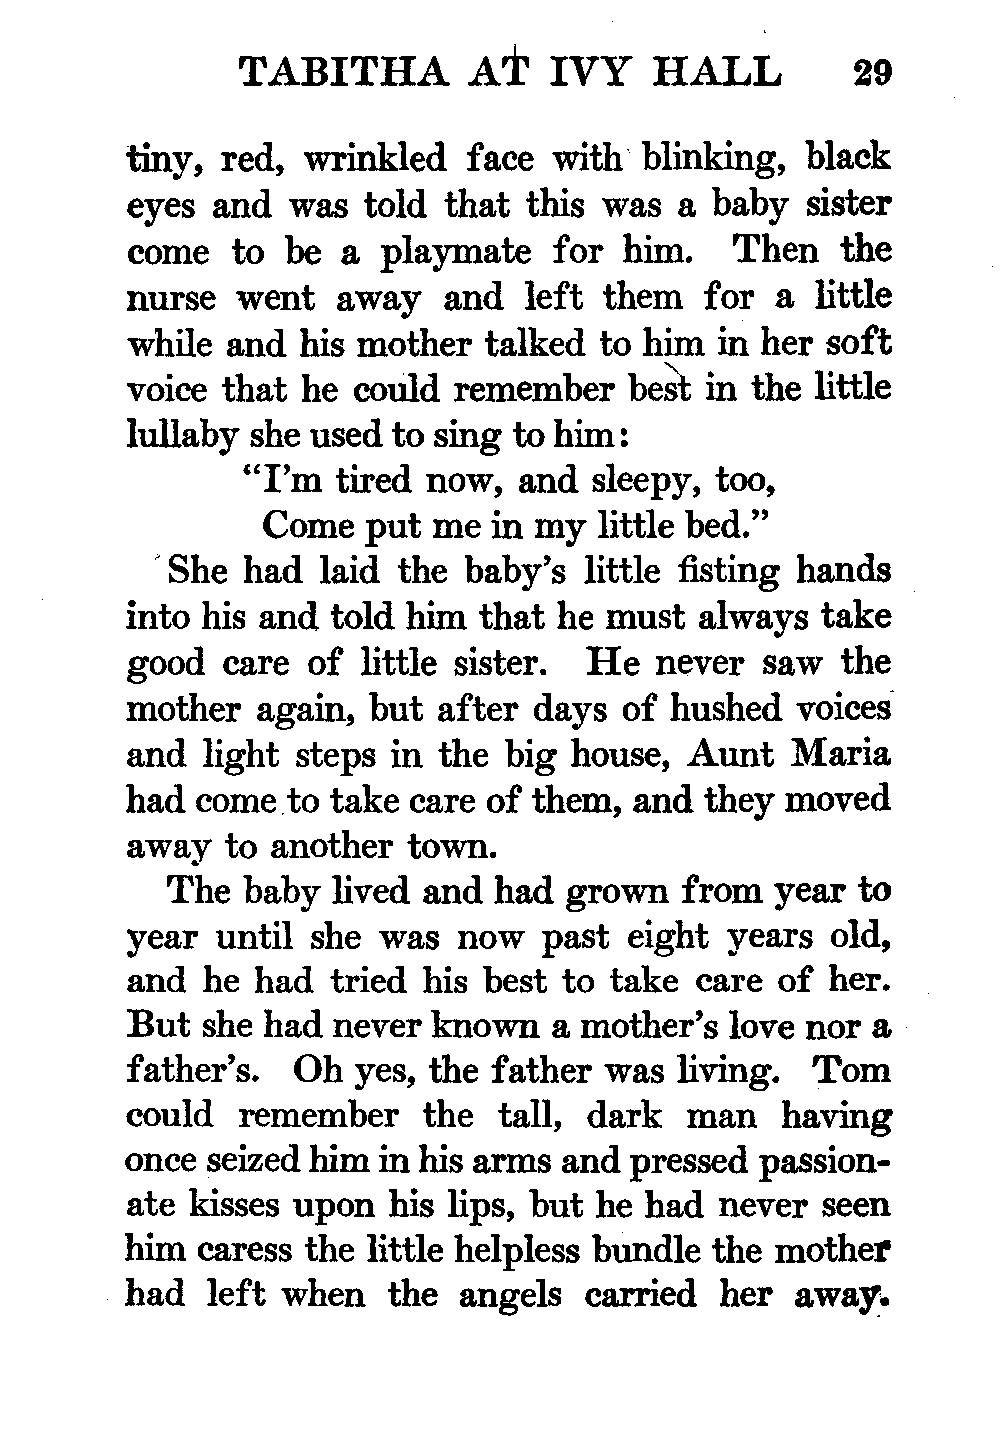 TABITHA AT IVY HALL 29
tiny, red, wrinkled face with blinking, black
eyes and was told that this was a baby sister
come to be a playmate for him. Then the
nurse went away and left them for a little
while and his mother talked to him in her soft
voice that he could remember best in the little
lullaby she used to sing to him:
“I’m tired now, and sleepy, too,
Come put me in my little bed.”
She had laid the baby’s little fisting hands
into his and told him that he must always take
good care of little sister. He never saw the
mother again, but after days of hushed voices
and light steps in the big house, Aunt Maria
had come to take care of them, and they moved
away to another town.
The baby lived and had grown from year to
year until she was now past eight years old,
and he had tried his best to take care of her.
But she had never known a mother’s love nor a
father’s. Oh yes, the father was living. Tom
could remember the tall, dark man having
once seized him in his arms and pressed passion-
ate kisses upon his lips, but he had never seen
him caress the little helpless bundle the mother
had left when the angels carried her away.